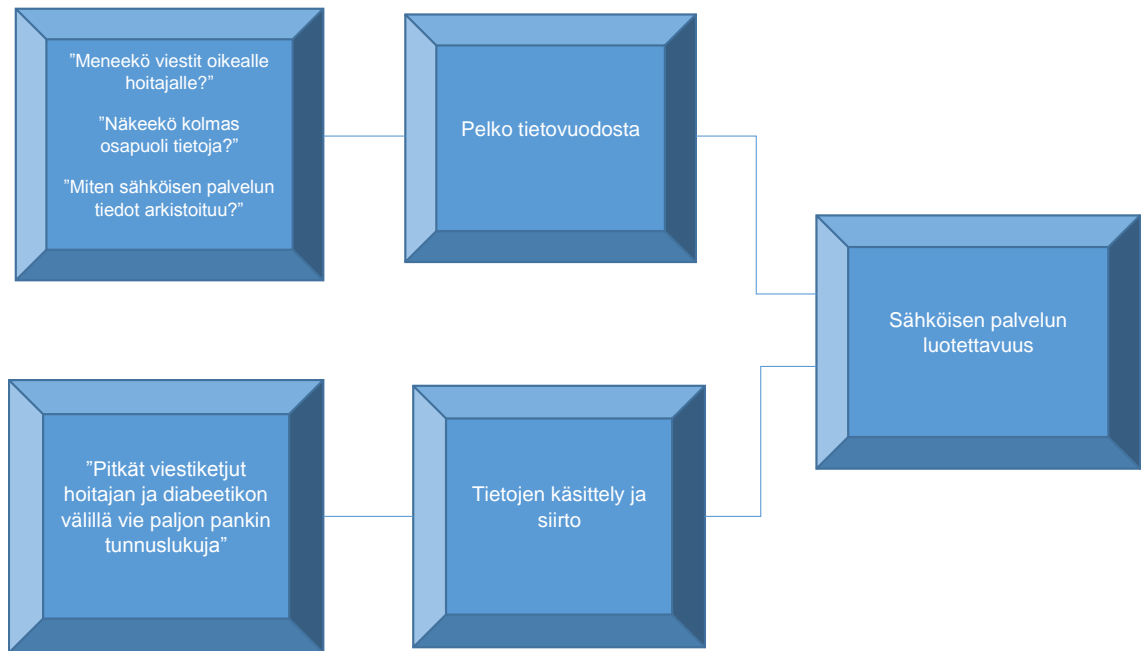 ”Meneekö viestit oikealle
hoitajalle?”
”Näkeekö kolmas
osapuoli tietoja?”
”Miten sähköisen palvelun
tiedot arkistoituu?”
Pelko tietovuodosta
Sähköisen palvelun
luotettavuus
”Pitkät viestiketjut
hoitajan ja diabeetikon
välillä vie paljon pankin
tunnuslukuja”
Tietojen käsittely ja
siirto